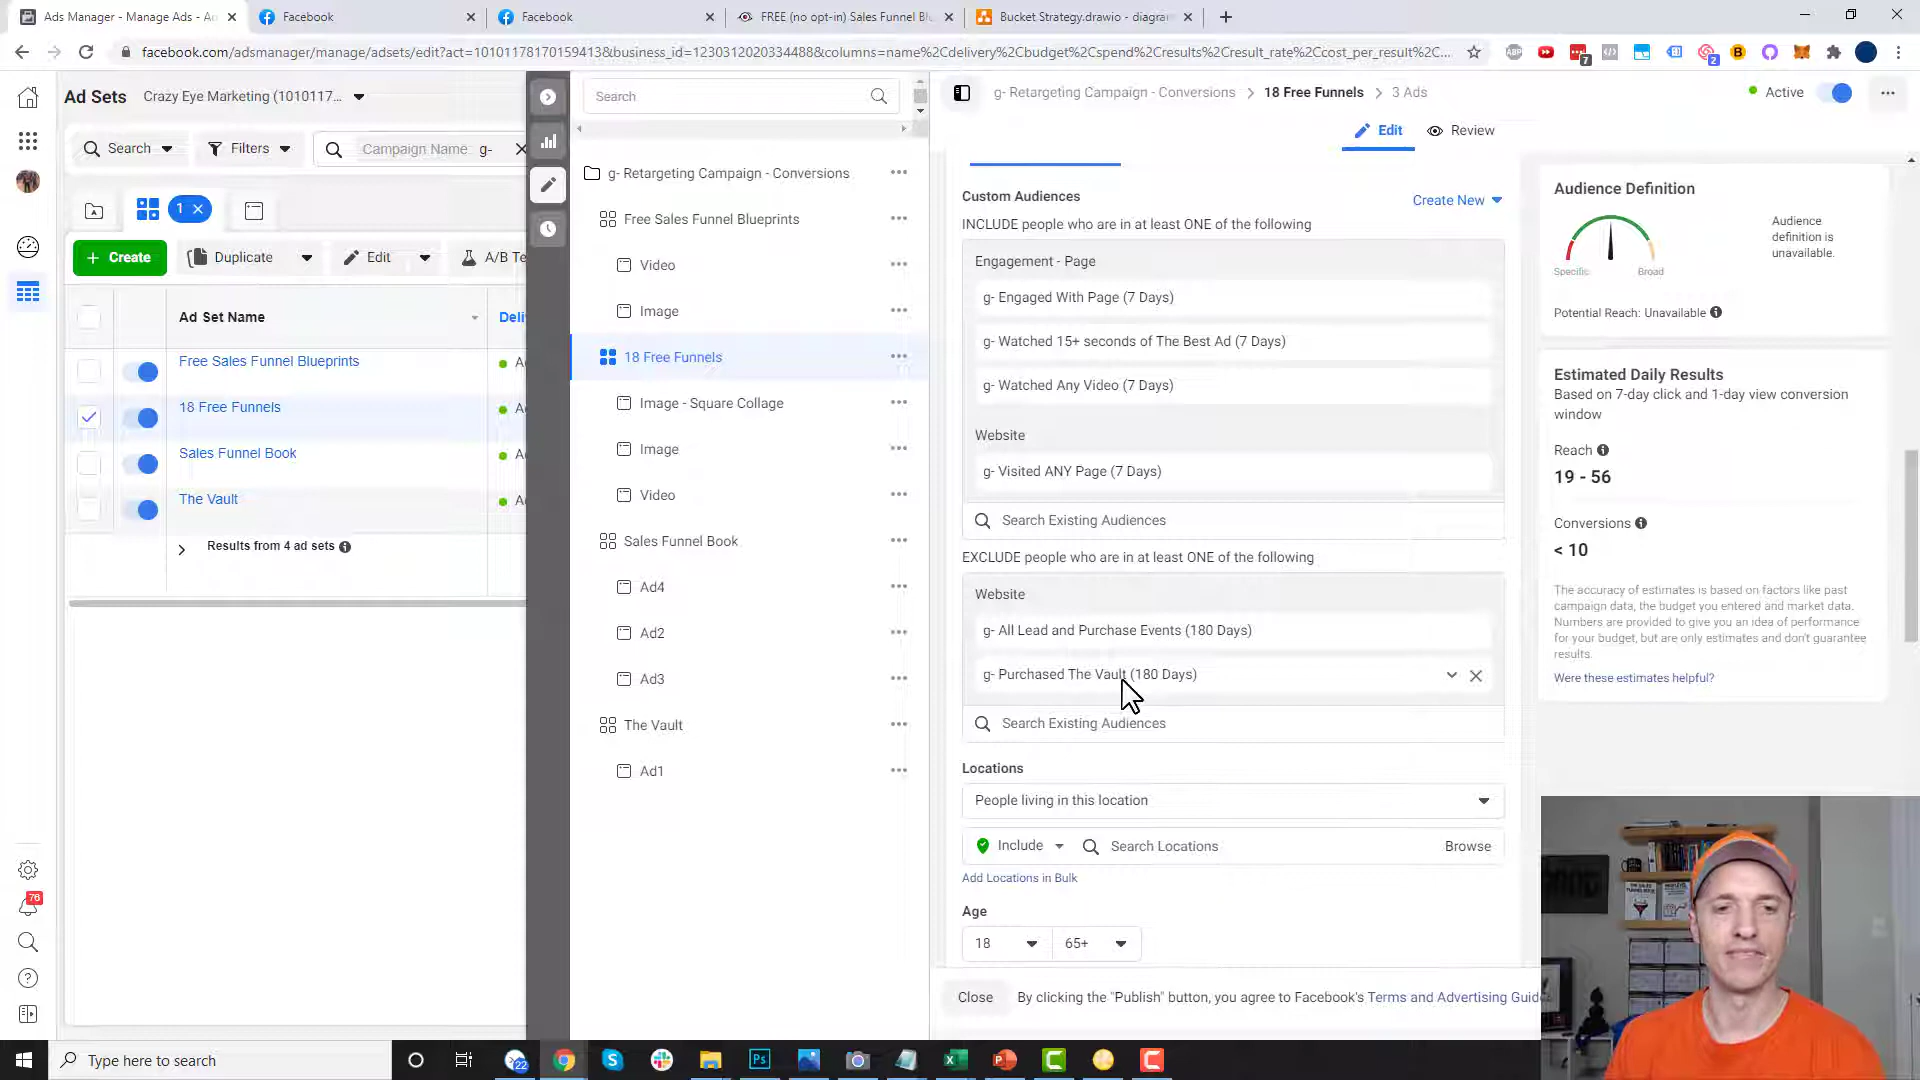 Ads Manager - Manage Ads - Ad
Facebook
Facebook
FREE (no opt-in) Sales Funnel Bl
Bucket Strategy.drawio - diagram
facebook.com/adsmanager/manage/adsets/edit?act=10101178170159413&business_id=1230312020334488&columns=name%2Cdelivery%2Cbudget%2Cspend%2Cresults%2Cresult_rate%2Ccost_per_result%2C...
ABP
7
2
Ad Sets
Crazy Eye Marketing (1010117...
Search
Filters
Campaign Name: g-
1
Create
Duplicate
Edit
A/B Te
Ad Set Name
Deli
Free Sales Funnel Blueprints
18 Free Funnels
Sales Funnel Book
The Vault
Results from 4 ad sets
76
Search
g- Retargeting Campaign - Conversions
Free Sales Funnel Blueprints
Video
Image
18 Free Funnels
Image - Square Collage
Image
Video
Sales Funnel Book
Ad4
Ad2
Ad3
The Vault
Ad1
g- Retargeting Campaign - Conversions > 18 Free Funnels > 3 Ads
Active
Edit
Review
Custom Audiences
Create New
INCLUDE people who are in at least ONE of the following
Engagement - Page
g- Engaged With Page (7 Days)
g- Watched 15+ seconds of The Best Ad (7 Days)
g- Watched Any Video (7 Days)
Website
g- Visited ANY Page (7 Days)
Search Existing Audiences
EXCLUDE people who are in at least ONE of the following
Website
g- All Lead and Purchase Events (180 Days)
g- Purchased The Vault (180 Days)
Search Existing Audiences
Locations
People living in this location
Include
Search Locations
Browse
Add Locations in Bulk
Age
18
65+
Close
By clicking the "Publish" button, you agree to Facebook's Terms and Advertising Guide
Audience Definition
Specific
Broad
Audience
definition is
unavailable.
Potential Reach: Unavailable
Estimated Daily Results
Based on 7-day click and 1-day view conversion
window
Reach
19 - 56
Conversions
< 10
The accuracy of estimates is based on factors like past
campaign data, the budget you entered and market data.
Numbers are provided to give you an idea of performance
for your budget, but are only estimates and don't guarantee
results.
Were these estimates helpful?
Type here to search
22